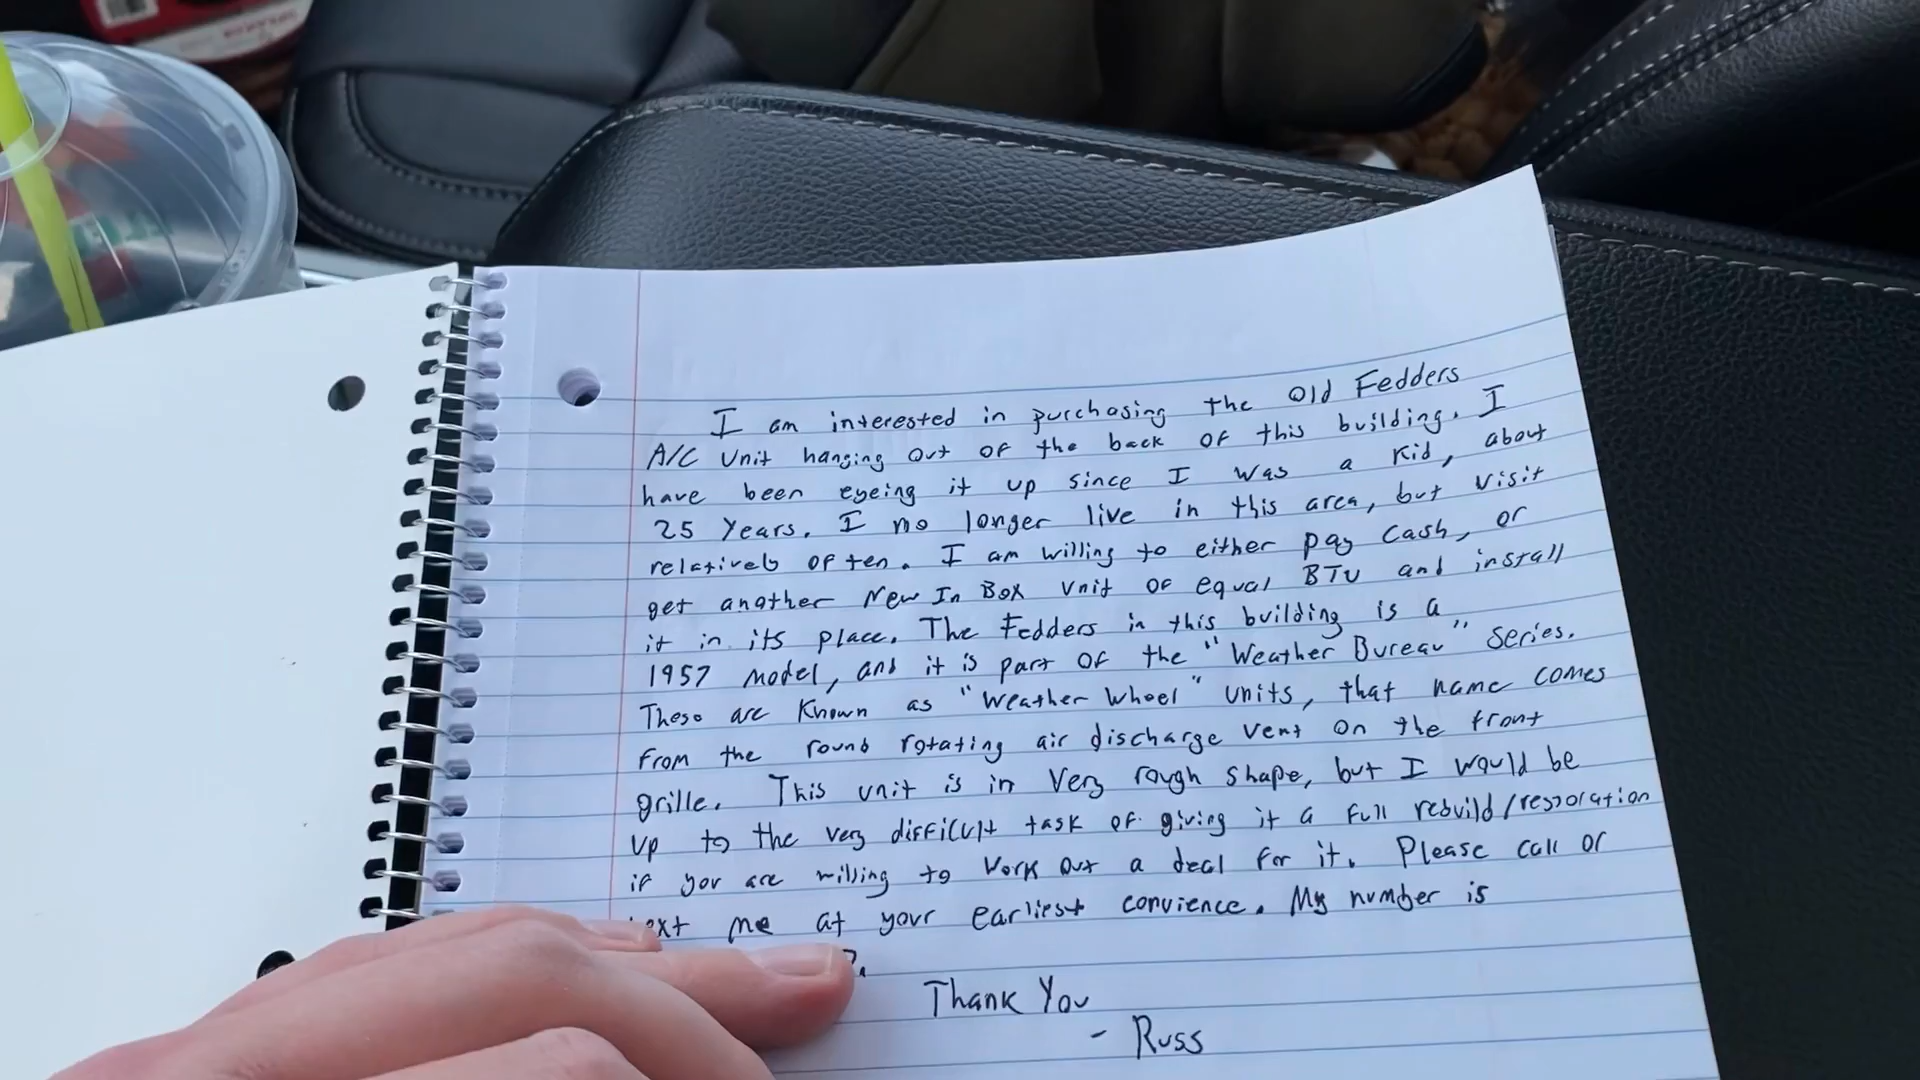 I am interested in purchasing the Old Fedders
A/C Unit hanging out of the back of this building. I
have been eyeing it up since I was a kid, about
25 Years. I no longer live in this area, but visit
relatively often. I am willing to either pay cash, or
get another New In Box unit of equal BTU and install
it in its place. The Fedders in this building is a
1957 model, and it is part of the "Weather Bureau" series.
These are known as "Weather Wheel" units, that name comes
from the round rotating air discharge vent on the front
grille. This unit is in very rough shape, but I would be
up to the very difficult task of giving it a full rebuild/restoration
if you are willing to work out a deal for it. Please call or
ext me at your earliest convience. My number is
Thank You
- Russ